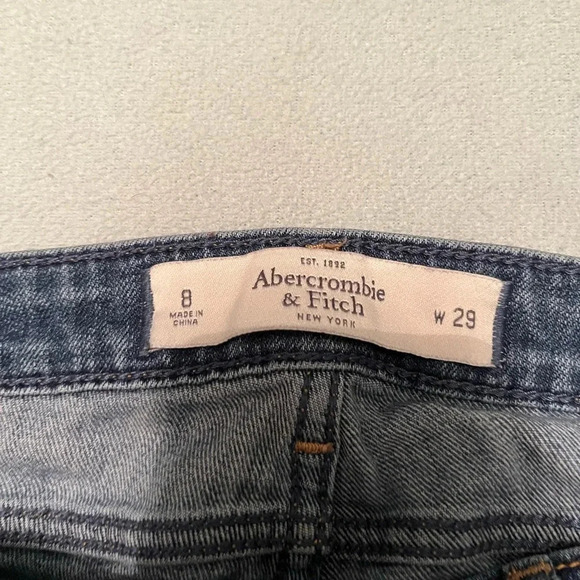 EST. 1892
Abercrombie
& Fitch
NEW YORK
8
MADE IN
CHINA
W 29